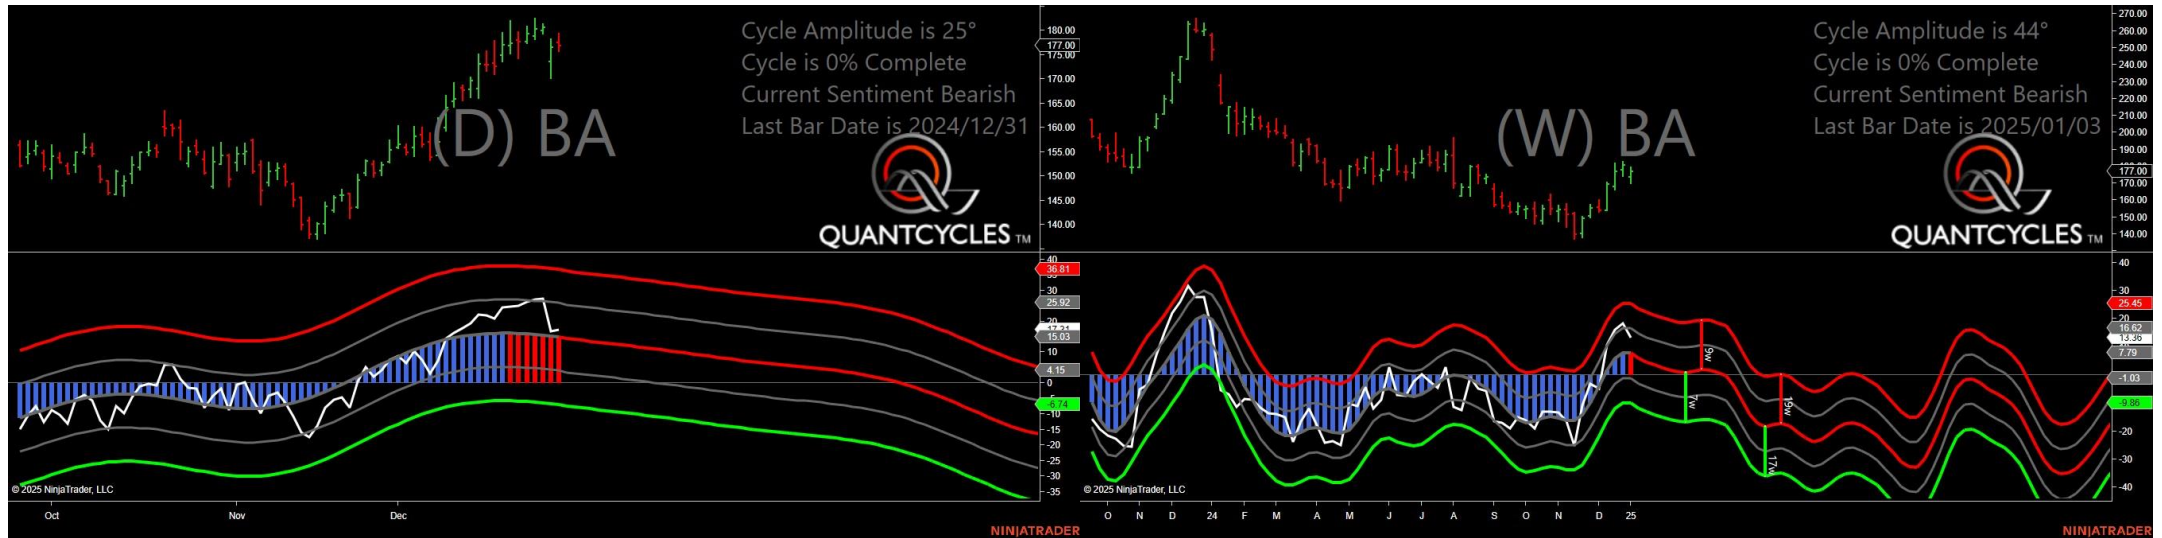 Cycle Amplitude is 25°
Cycle is 0% Complete
Current Sentiment Bearish
Last Bar Date is 2024/12/31
(D) BA
QUANTCYCLES TM
180.00
177.00
175.00
170.00
165.00
160.00
155.00
150.00
145.00
140.00
40
36.81
30
25.92
20
15.03
10
4.15
0
-6.74
-10
-15
-20
-25
-30
-35
© 2025 NinjaTrader, LLC
Oct Nov Dec
NINJATRADER
Cycle Amplitude is 44°
Cycle is 0% Complete
Current Sentiment Bearish
Last Bar Date is 2025/01/03
(W) BA
QUANTCYCLES TM
270.00
260.00
250.00
240.00
230.00
220.00
210.00
200.00
190.00
177.00
170.00
160.00
150.00
140.00
40
30
25.45
20
16.62
13.36
7.79
-1.03
-9.86
-20
-30
-40
9w
7w
19w
17w
© 2025 NinjaTrader, LLC
O N D 24 F M A M J J A S O N D 25
NINJATRADER